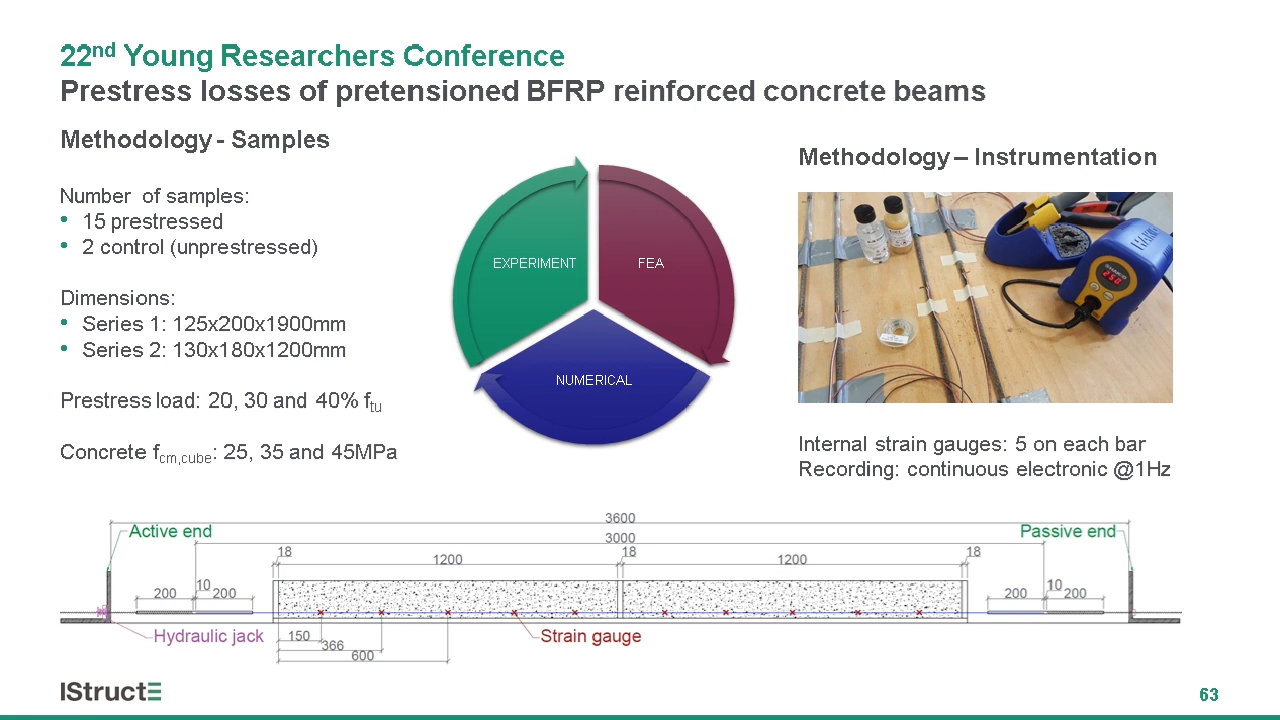 22nd Young Researchers Conference
Prestress losses of pretensioned BFRP reinforced concrete beams
Methodology - Samples
Number of samples:
• 15 prestressed
• 2 control (unprestressed)
Dimensions:
• Series 1: 125x200x1900mm
• Series 2: 130x180x1200mm
Prestress load: 20, 30 and 40% ftu
Concrete fcm,cube: 25, 35 and 45MPa
EXPERIMENT
FEA
NUMERICAL
Methodology – Instrumentation
HAKKO
250
Internal strain gauges: 5 on each bar
Recording: continuous electronic @1Hz
3600
Active end
Passive end
3000
18
1200
18
1200
18
200
10
200
200
10
200
Hydraulic jack
150
366
600
Strain gauge
IStructE
63